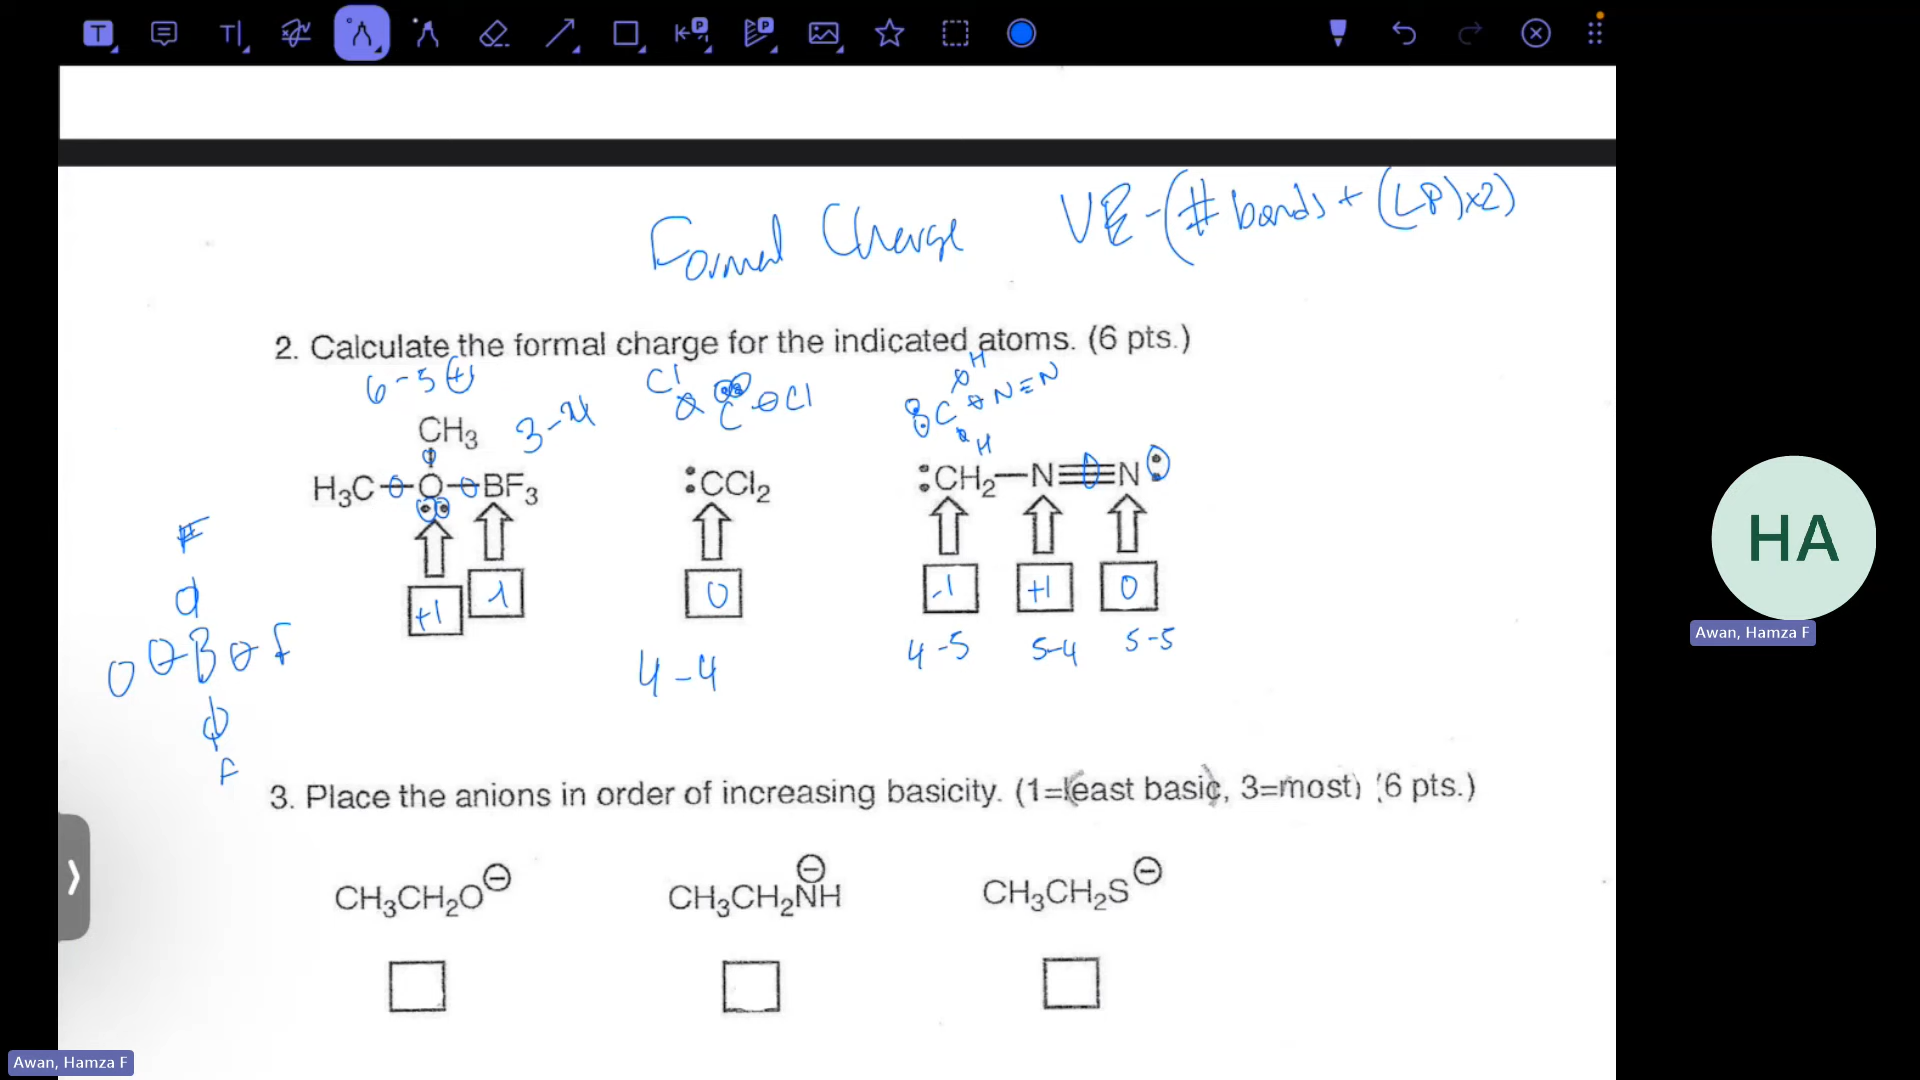 Formal Charge VE - (# bonds + (LP)x2)
2. Calculate the formal charge for the indicated atoms. (6 pts.)
6-5 +1
3-4
Cl C Cl
H
C N≡N
H
CH3
H3C-O-BF3
:CCl2
:CH2-N≡N:
F
O B F
F
+1
1
0
-1
+1
0
4-4
4-5
5-4
5-5
3. Place the anions in order of increasing basicity. (1=least basic, 3=most) (6 pts.)
CH3CH2O⊖
CH3CH2NH⊖
CH3CH2S⊖
HA
Awan, Hamza F
Awan, Hamza F